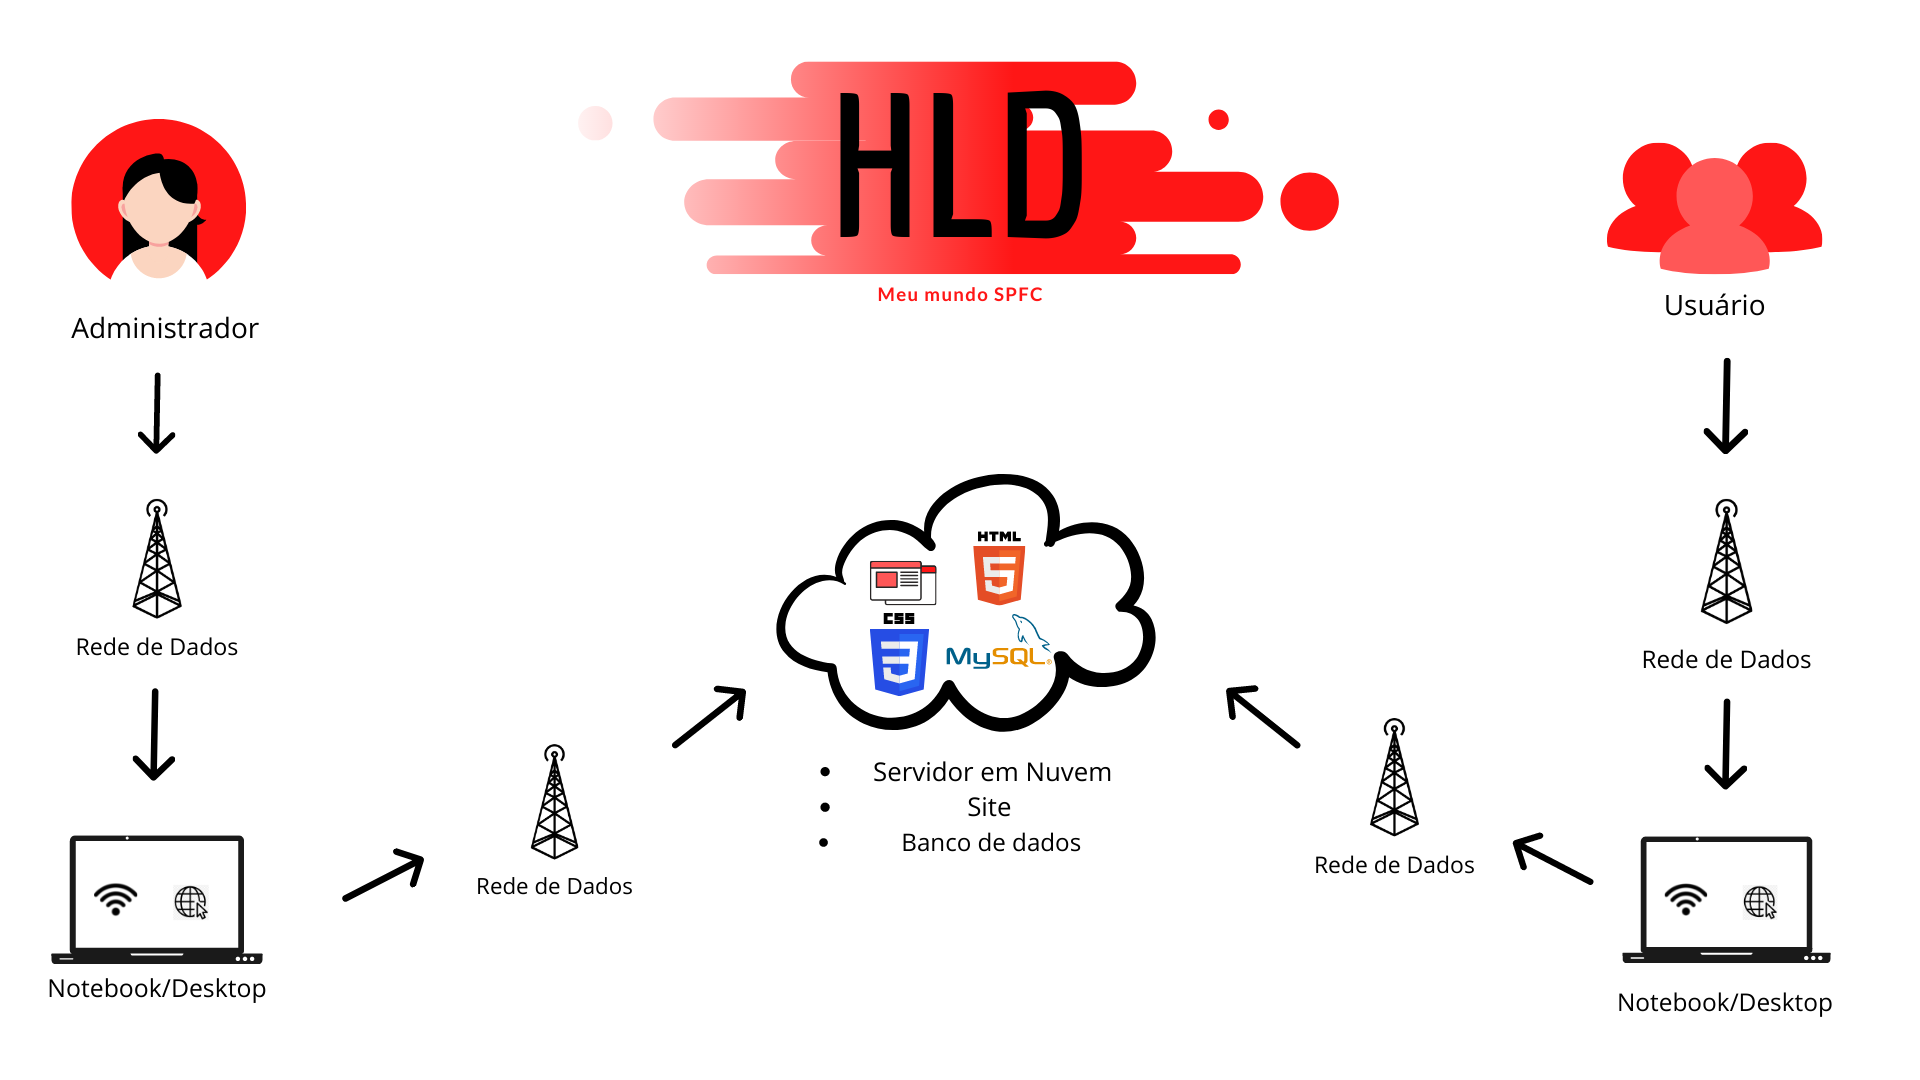 HLD
Meu mundo SPFC
Administrador
Usuário
Rede de Dados
Rede de Dados
HTML
5
CSS
3
MySQL®
Servidor em Nuvem
Site
Banco de dados
Rede de Dados
Rede de Dados
Notebook/Desktop
Notebook/Desktop